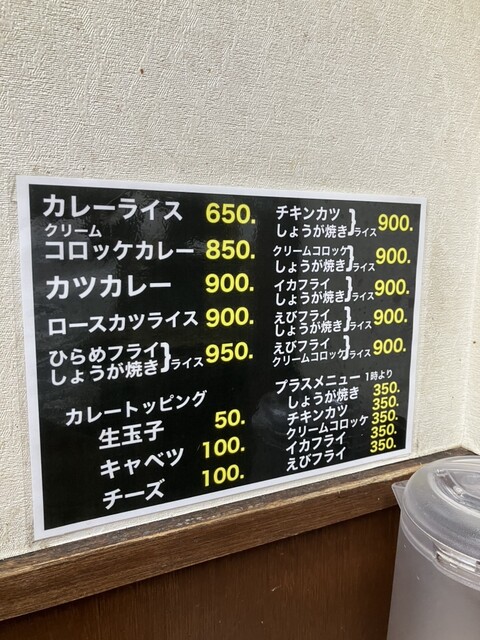 カレーライス 650.
クリーム
コロッケカレー 850.
カツカレー 900.
ロースカツライス 900.
ひらめフライ
しょうが焼き}ライス 950.
カレートッピング
生玉子 50.
キャベツ 100.
チーズ 100.
チキンカツ
しょうが焼き}ライス 900.
クリームコロッケ
しょうが焼き}ライス 900.
イカフライ
しょうが焼き}ライス 900.
えびフライ
しょうが焼き}ライス 900.
えびフライ
クリームコロッケ}ライス 900.
プラスメニュー 1時より
しょうが焼き 350.
チキンカツ 350.
クリームコロッケ 350.
イカフライ 350.
えびフライ 350.